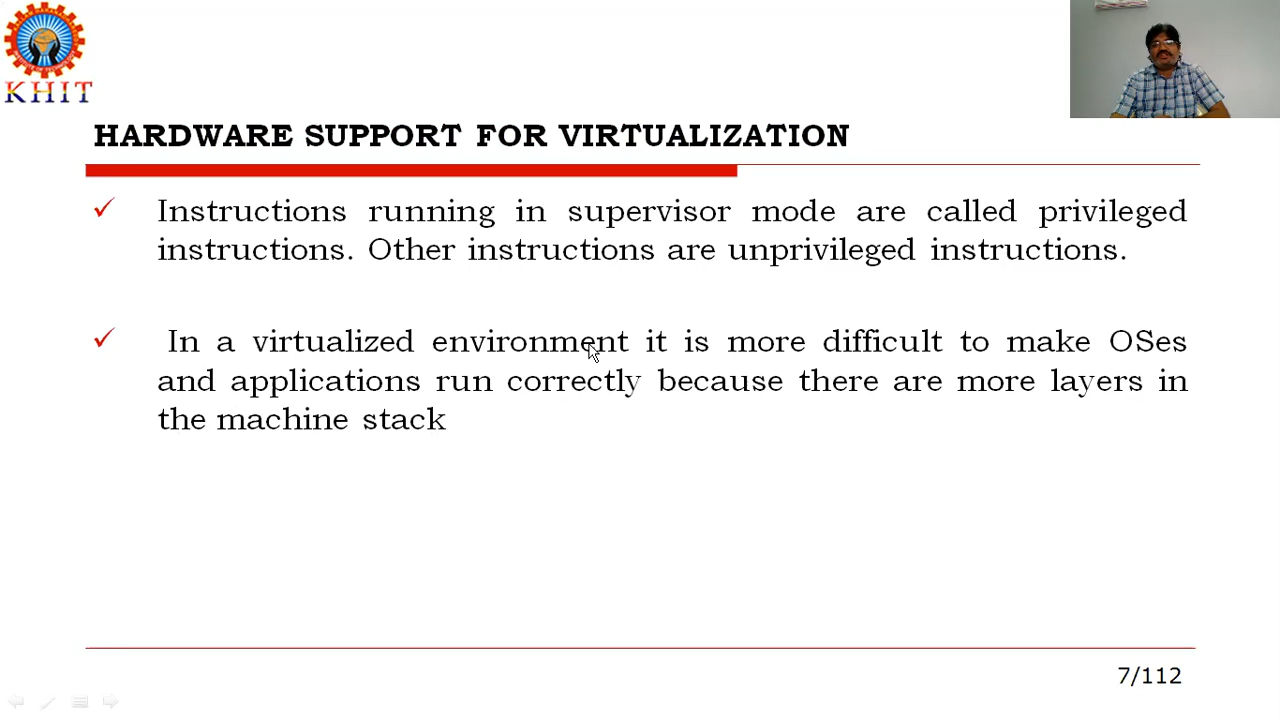 KHIT
HARDWARE SUPPORT FOR VIRTUALIZATION
Instructions running in supervisor mode are called privileged
instructions. Other instructions are unprivileged instructions.
In a virtualized environment it is more difficult to make OSes
and applications run correctly because there are more layers in
the machine stack
7/112